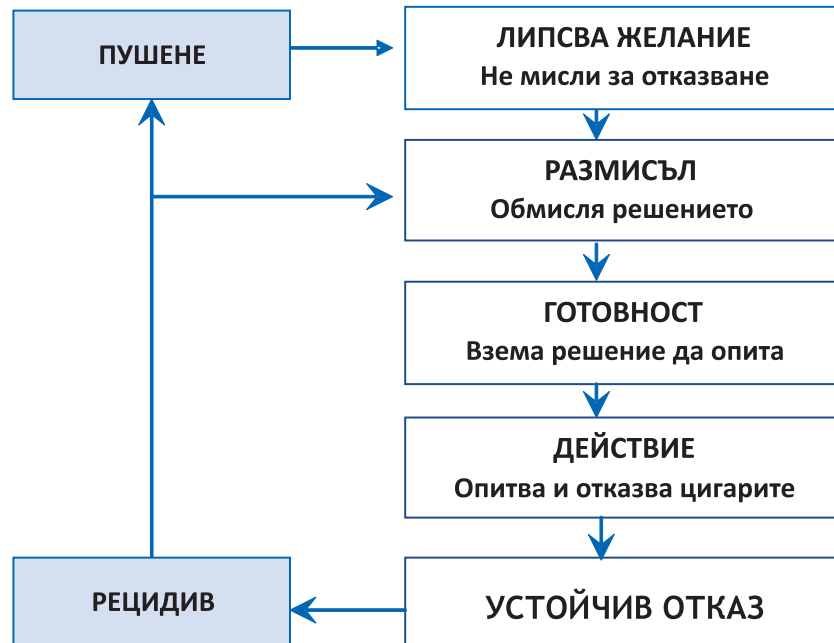 ПУШЕНЕ
ЛИПСВА ЖЕЛАНИЕ
Не мисли за отказване
РАЗМИСЪЛ
Обмисля решението
ГОТОВНОСТ
Взема решение да опита
ДЕЙСТВИЕ
Опитва и отказва цигарите
РЕЦИДИВ
УСТОЙЧИВ ОТКАЗ